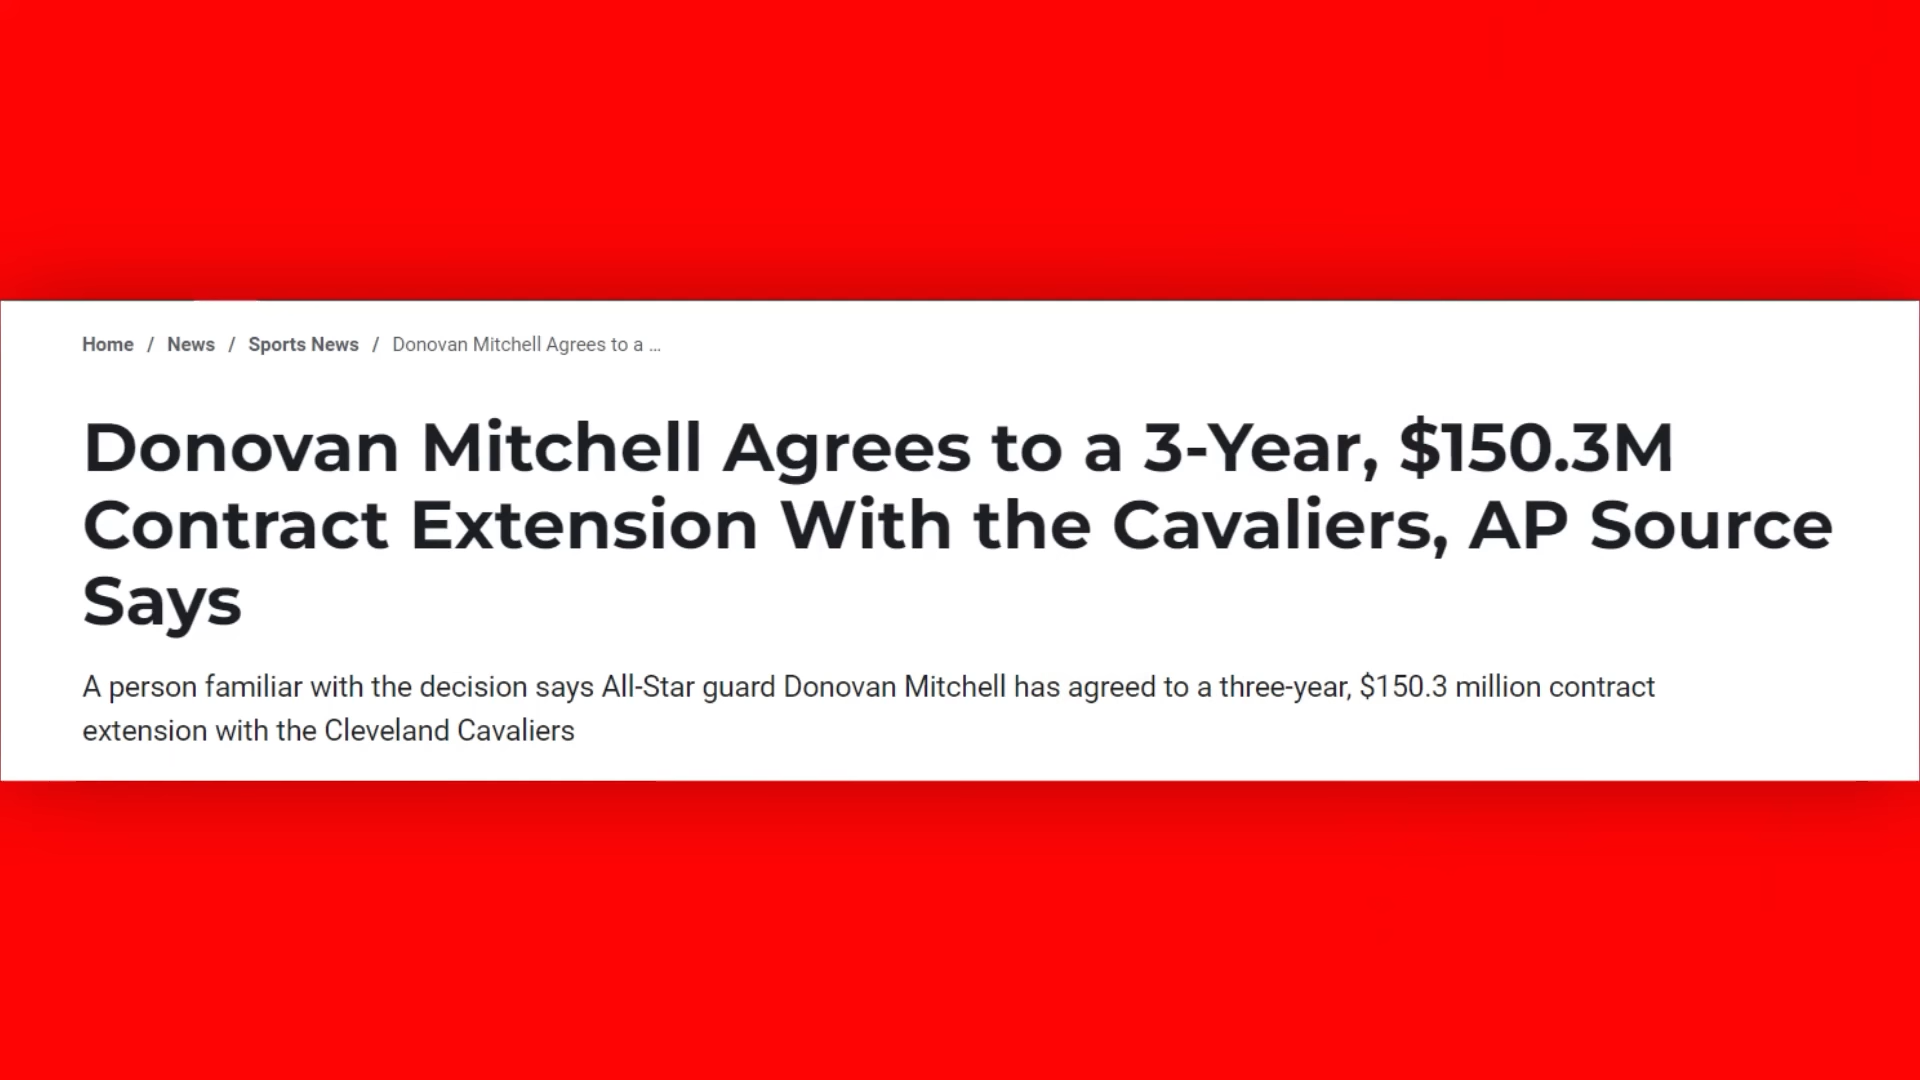 Home / News / Sports News / Donovan Mitchell Agrees to a ...
Donovan Mitchell Agrees to a 3-Year, $150.3M
Contract Extension With the Cavaliers, AP Source
Says
A person familiar with the decision says All-Star guard Donovan Mitchell has agreed to a three-year, $150.3 million contract
extension with the Cleveland Cavaliers